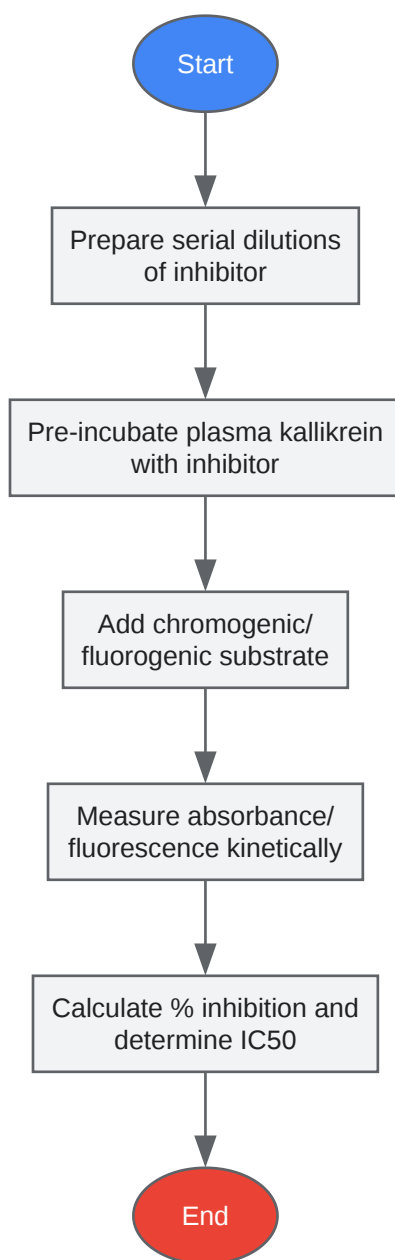 Start
Prepare serial dilutions
of inhibitor
Pre-incubate plasma kallikrein
with inhibitor
Add chromogenic/
fluorogenic substrate
Measure absorbance/
fluorescence kinetically
Calculate % inhibition and
determine IC50
End